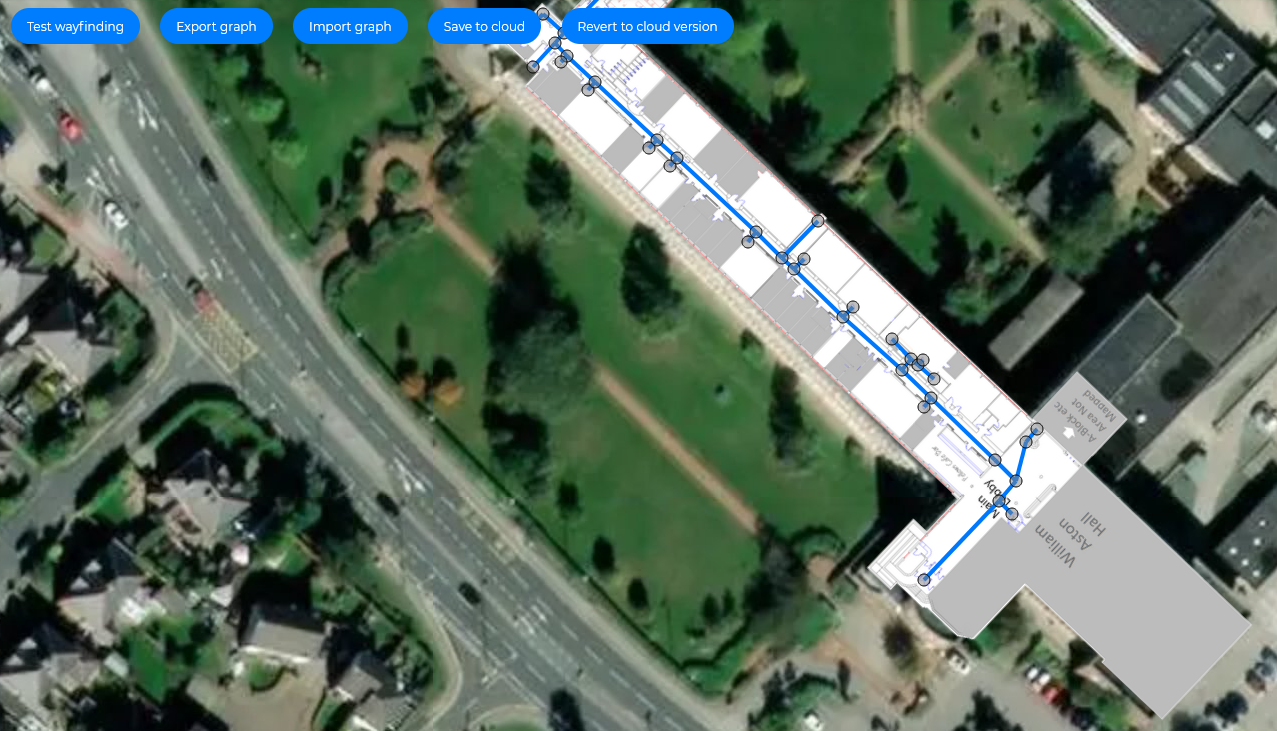 Test wayfinding
Export graph
Import graph
Save to cloud
Revert to cloud version
A-Block etc
Area Not
Mapped
Main
Lobby
William
Aston
Hall